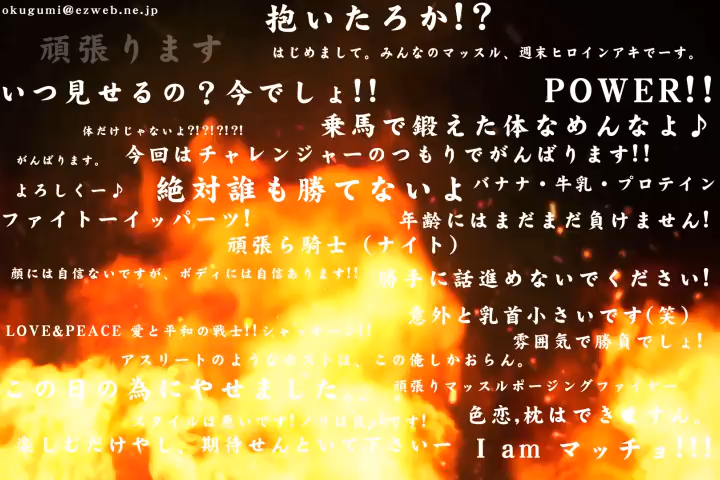 okugumi@ezweb.ne.jp
抱いたろか!?
頑張ります
はじめまして。みんなのマッスル、週末ヒロインアキでーす。
いつ見せるの?今でしょ!!
POWER!!
体だけじゃないよ?!?!?!?!
乗馬で鍛えた体なめんなよ♪
がんばります。
今回はチャレンジャーのつもりでがんばります!!
よろしくー♪
絶対誰も勝てないよ
バナナ・牛乳・プロテイン
ファイトーイッパーツ!
年齢にはまだまだ負けません!
頑張ら騎士(ナイト)
顔には自信ないですが、ボディには自信あります!!
勝手に話進めないでください!
意外と乳首小さいです(笑)
LOVE&PEACE 愛と平和の戦士!!
雰囲気で勝負でしょ!
アスリートのようなホストは、この俺しかおらん。
この日の為にやせました
頑張りマッスルポージングファイヤー
色恋,枕はできません。
スタイルは悪いです!ノリは良いです!
楽しむだけやし、期待せんといて下さいー
I am マッチョ!!!